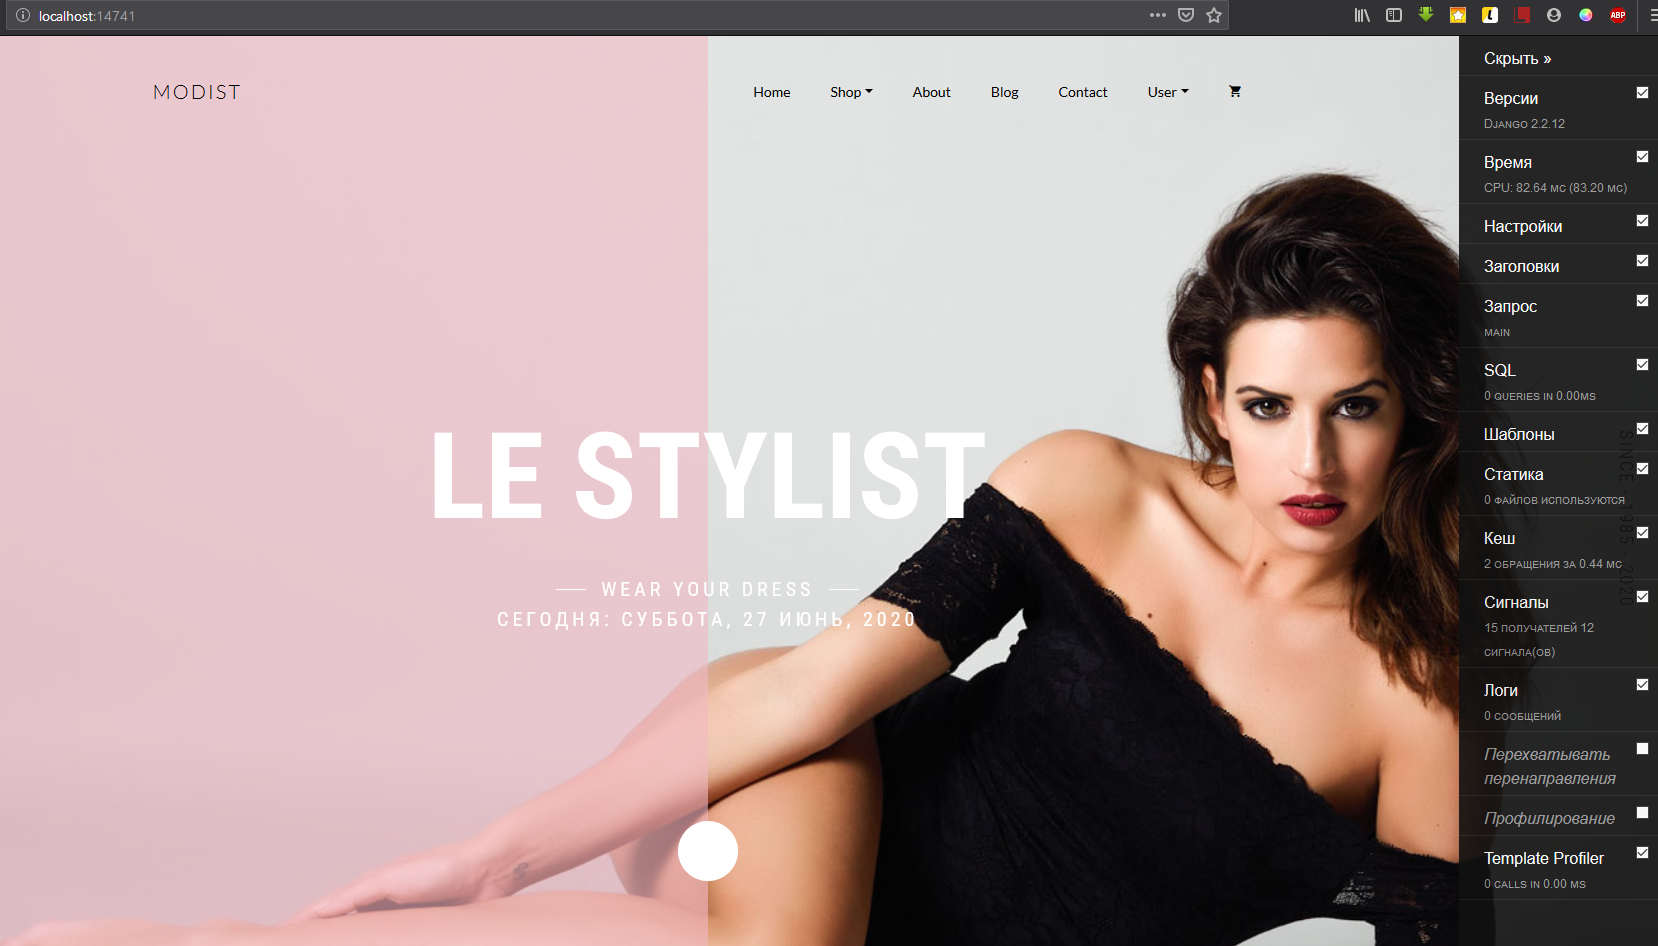 localhost:14741
ABP
MODIST
Home
Shop
About
Blog
Contact
User
LE STYLIST
WEAR YOUR DRESS
СЕГОДНЯ: СУББОТА, 27 ИЮНЬ, 2020
SINCE - 1985 - 2020
Скрыть »
Версии
Django 2.2.12
Время
CPU: 82.64 мс (83.20 мс)
Настройки
Заголовки
Запрос
main
SQL
0 queries in 0.00ms
Шаблоны
Статика
0 файлов используются
Кеш
2 обращения за 0.44 мс
Сигналы
15 получателей 12
сигнала(ов)
Логи
0 сообщений
Перехватывать
перенаправления
Профилирование
Template Profiler
0 calls in 0.00 ms